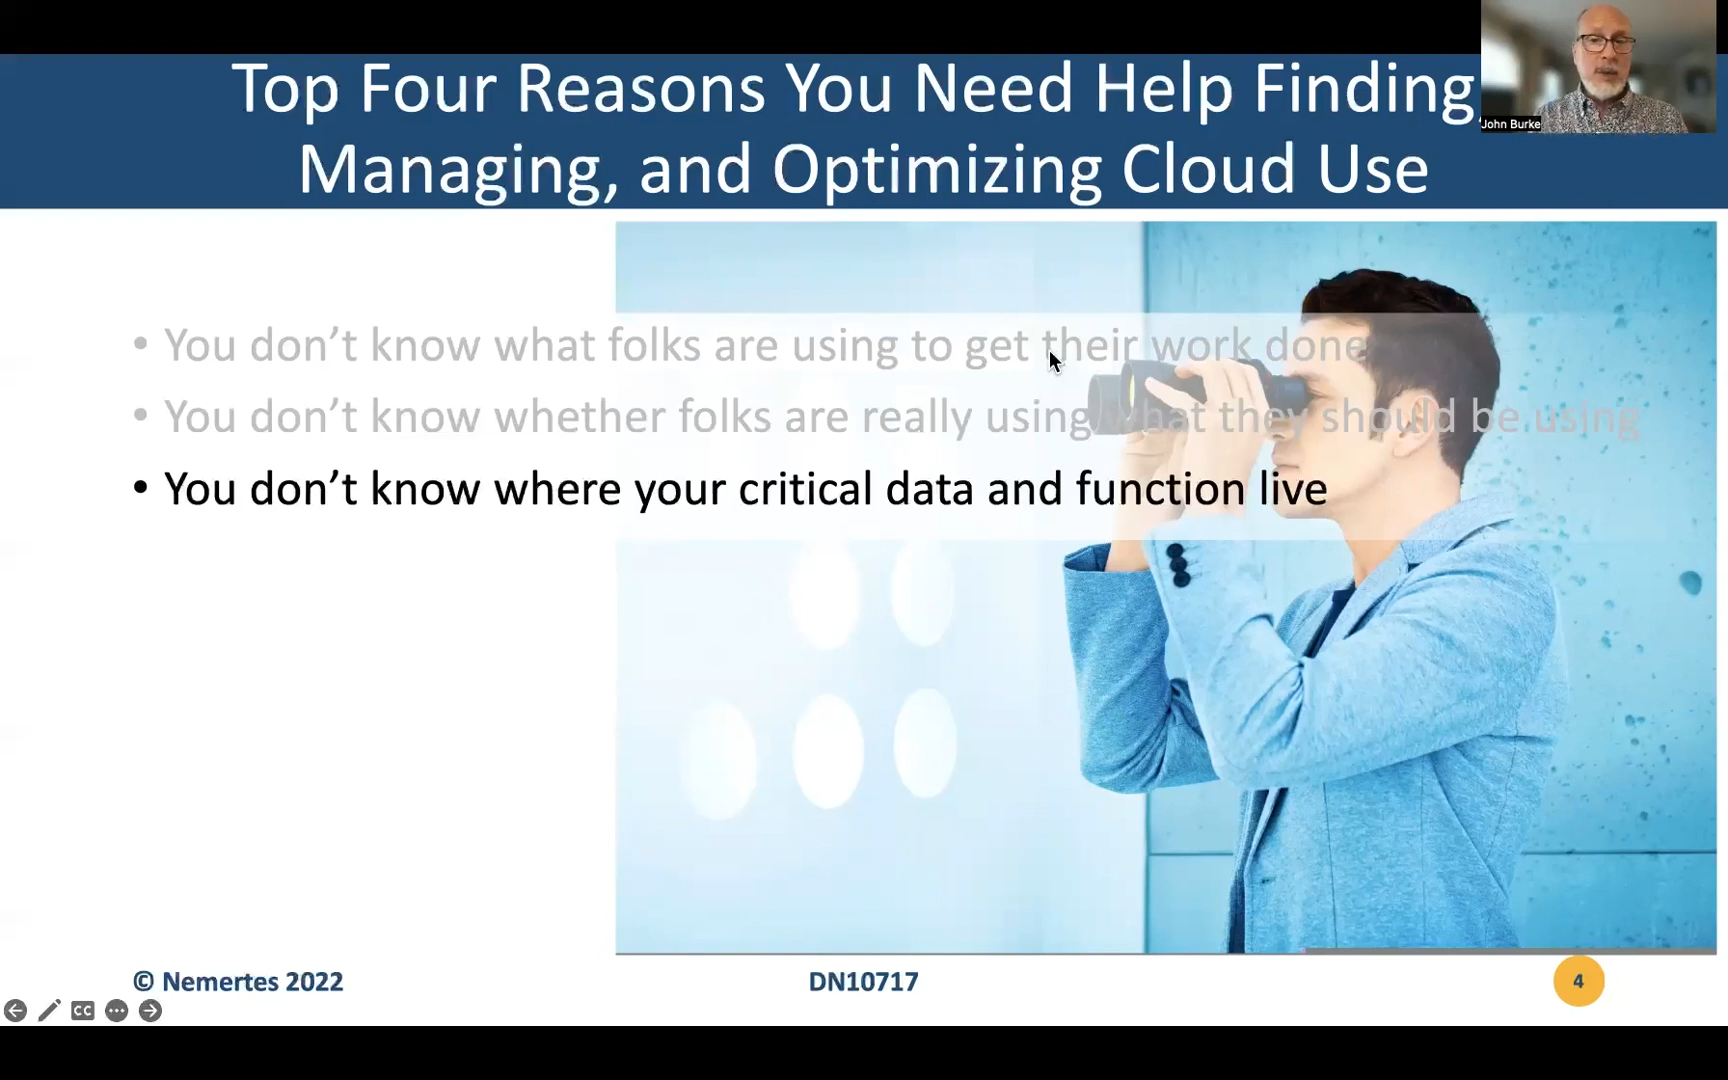 Top Four Reasons You Need Help Finding,
Managing, and Optimizing Cloud Use
John Burke
• You don’t know what folks are using to get their work done
• You don’t know whether folks are really using what they should be using
• You don’t know where your critical data and function live
© Nemertes 2022
DN10717
4
CC